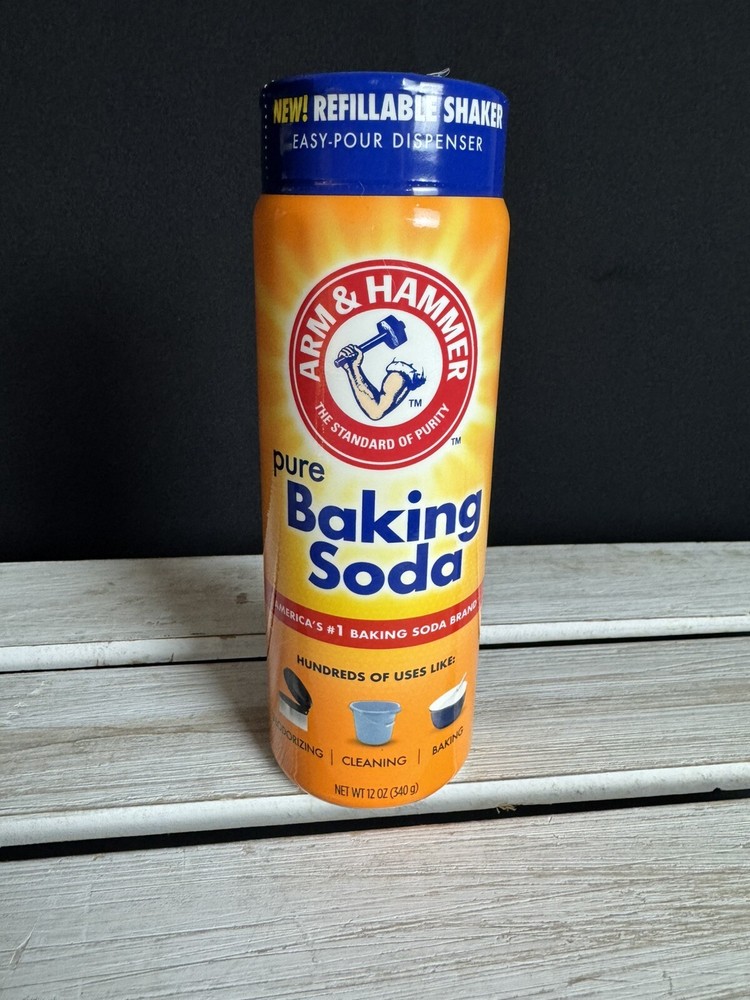 NEW! REFILLABLE SHAKER
EASY-POUR DISPENSER
ARM & HAMMER
TM
THE STANDARD OF PURITY
TM
pure
Baking
Soda
AMERICA'S #1 BAKING SODA BRAND
HUNDREDS OF USES LIKE:
CLEANING | BAKING
NET WT 12 OZ (340 g)